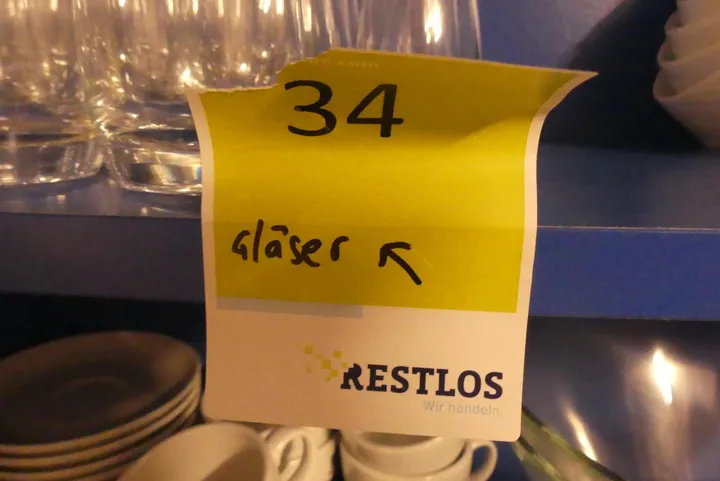 34
Gläser ↖
RESTLOS
Wir handeln.